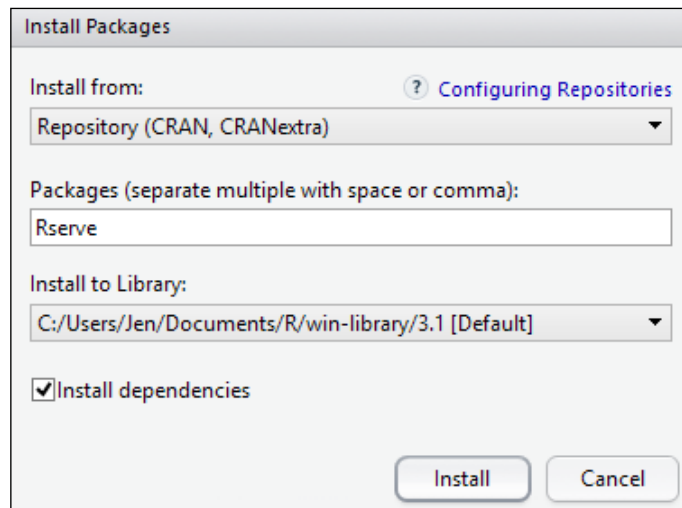 Install Packages
Install from:
? Configuring Repositories
Repository (CRAN, CRANextra)
Packages (separate multiple with space or comma):
Rserve
Install to Library:
C:/Users/Jen/Documents/R/win-library/3.1 [Default]
Install dependencies
Install
Cancel